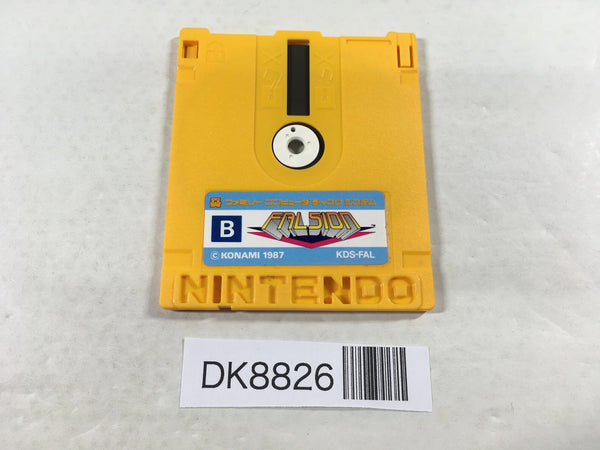 ファミリー コンピュータ ディスク システム
B
FALSION
© KONAMI 1987 KDS-FAL
NINTENDO
DK8826